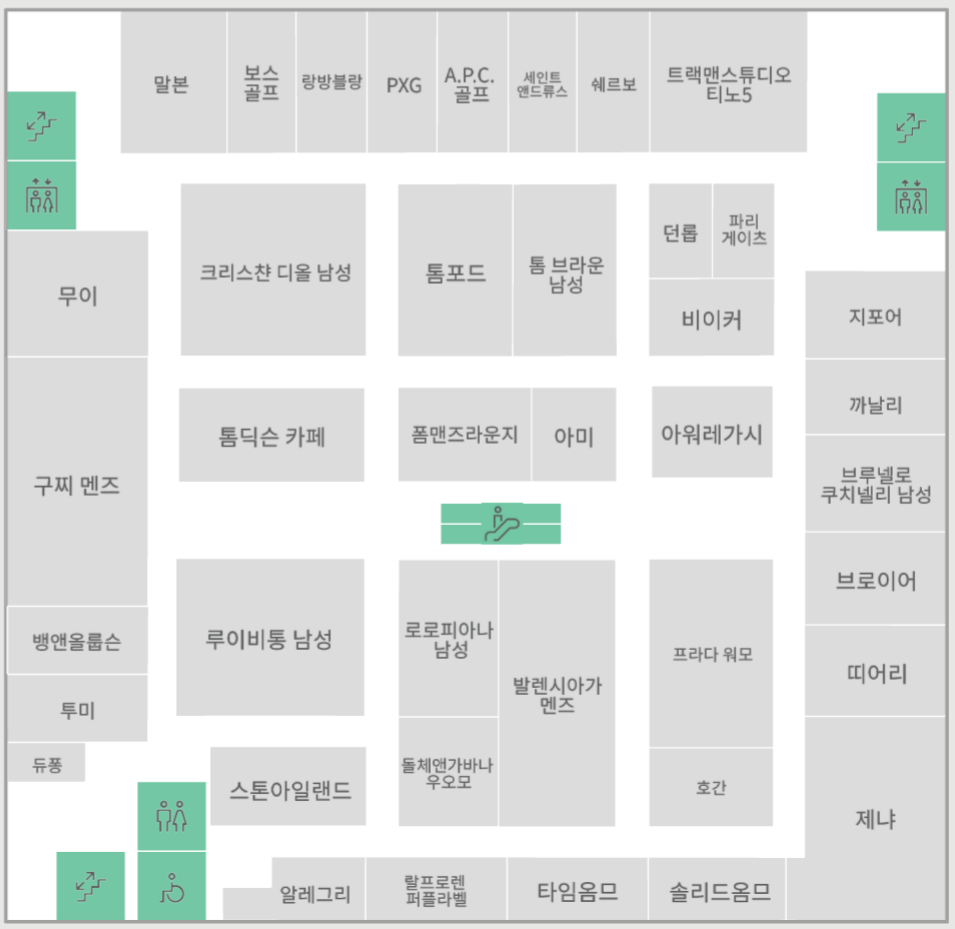 말본
보스
골프
랑방블랑
PXG
A.P.C.
골프
세인트
앤드류스
쉐르보
트랙맨스튜디오
티노5
무이
크리스챤 디올 남성
톰포드
톰 브라운
남성
던롭
파리
게이츠
비이커
지포어
구찌 멘즈
톰딕슨 카페
폼맨즈라운지
아미
아워레가시
까날리
브루넬로
쿠치넬리 남성
브로이어
뱅앤올룹슨
루이비통 남성
로로피아나
남성
발렌시아가
멘즈
프라다 워모
띠어리
투미
듀퐁
스톤아일랜드
돌체앤가바나
우오모
호간
제냐
알레그리
랄프로렌
퍼플라벨
타임옴므
솔리드옴므